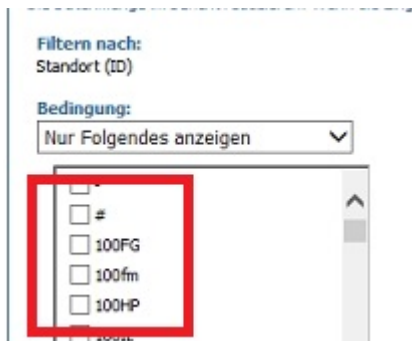 Filtern nach:
Standort (ID)
Bedingung:
Nur Folgendes anzeigen
-
#
100FG
100fm
100HP